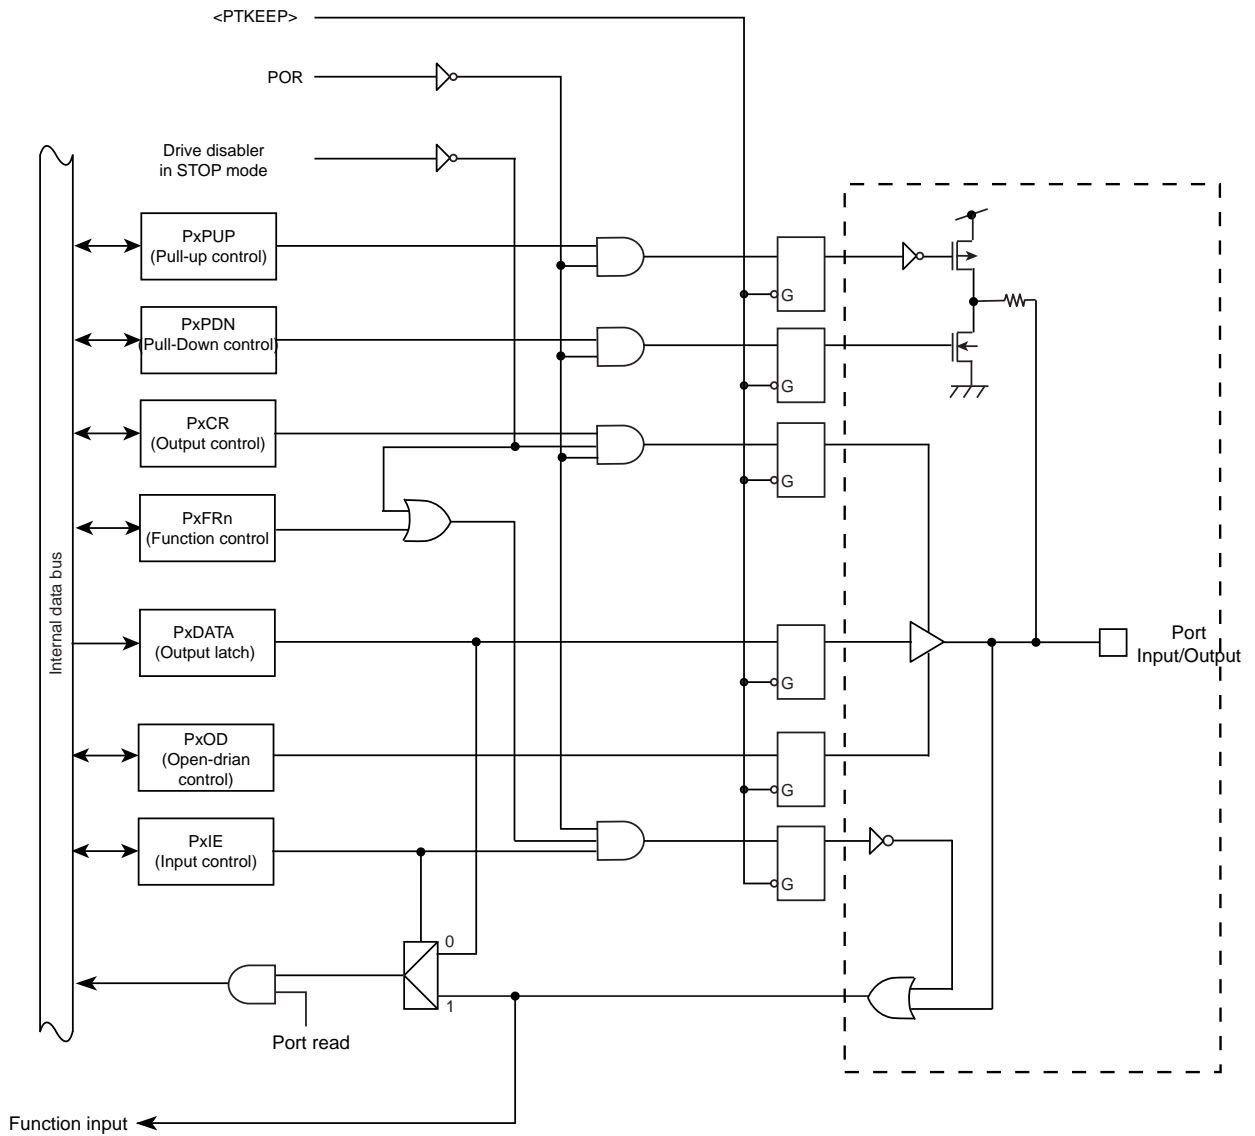 <PTKEEP>
POR
Drive disabler
in STOP mode
PxPUP
(Pull-up control)
G
PxPDN
(Pull-Down control)
G
PxCR
(Output control)
G
PxFRn
(Function control
Internal data bus
PxDATA
(Output latch)
G
Port
Input/Output
PxOD
(Open-drian
control)
G
PxIE
(Input control)
G
0
1
Port read
Function input